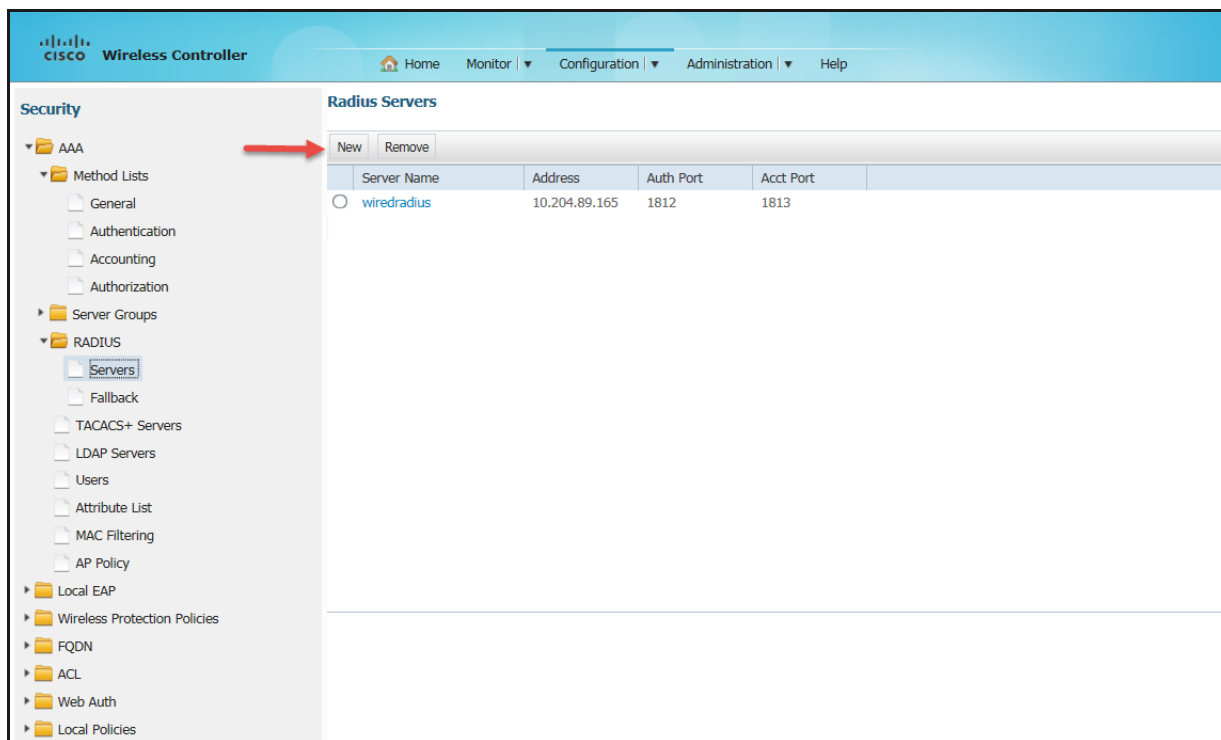 CISCO Wireless Controller
Home Monitor Configuration Administration Help
Security
AAA
Method Lists
General
Authentication
Accounting
Authorization
Server Groups
RADIUS
Servers
Fallback
TACACS+ Servers
LDAP Servers
Users
Attribute List
MAC Filtering
AP Policy
Local EAP
Wireless Protection Policies
FQDN
ACL
Web Auth
Local Policies
Radius Servers
New Remove
Server Name Address Auth Port Acct Port
wiredradius 10.204.89.165 1812 1813